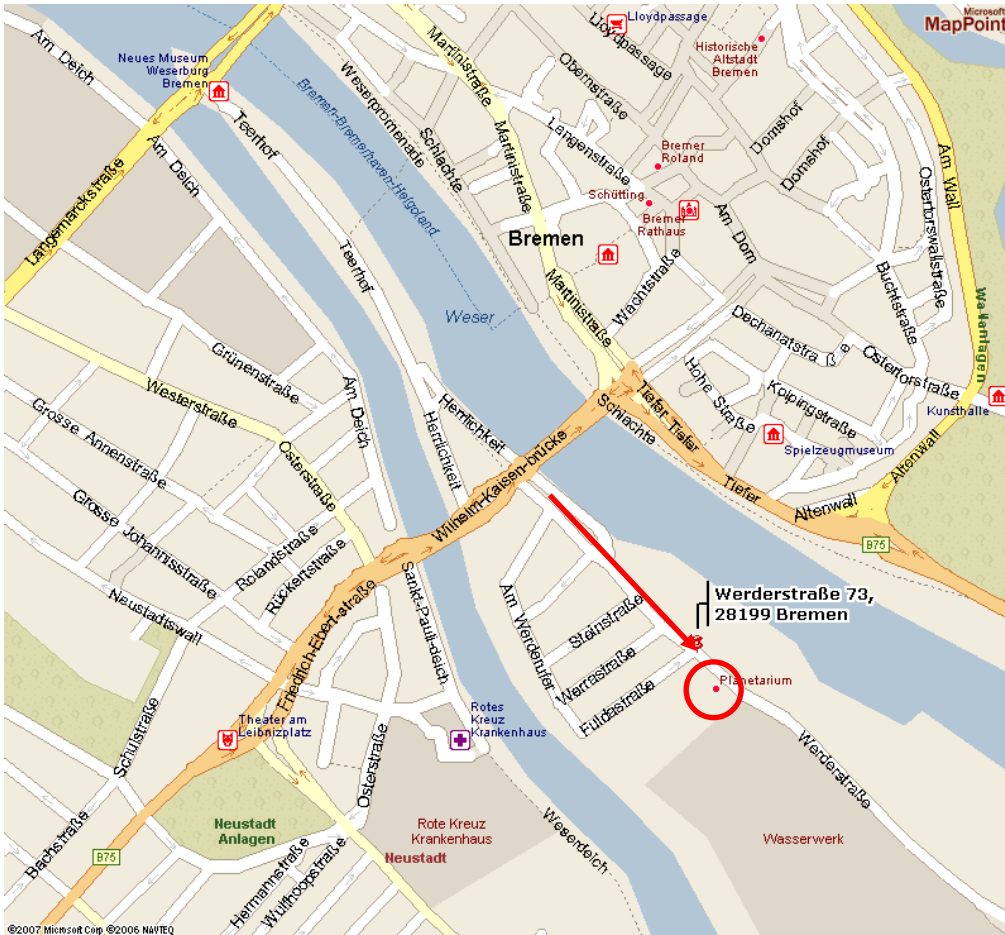 Microsoft
MapPoint
Lloydpassage
Lloydpassage
Historische
Altstadt
Bremen
Am Deich
Neues Museum
Weserburg
Bremen
Martinistraße
Obernstraße
Weserpromenade
Schlachte
Bremen-Bremerhaven-Helgoland
Teerhof
Langenstraße
Domshof
Domshof
Am Wall
Am Deich
Martinistraße
Bremer
Roland
Schütting
Bremer
Rathaus
Ostertorswallstraße
Langemarckstraße
Am Dom
Bremen
Teerhof
Wachtstraße
Buchtstraße
Martinistraße
Weser
Wallanlagen
Dechanatstraße
Grünenstraße
Westerstraße
Am Deich
Hohe Straße
Ostertorstraße
Kolpingstraße
Kunsthalle
Grosse Annenstraße
Herrlichkeit
Herrlichkeit
Schlachte
Tiefer
Tiefer
Spielzeugmuseum
Osterstraße
Altenwall
Wilhelm-Kaisen-brücke
Tiefer
Altenwall
Grosse Johannisstraße
Rolandstraße
B75
Rückertstraße
Neustadtswall
Sankt-Pauli-deich
Am Werderufer
Steinstraße
Werderstraße 73,
28199 Bremen
Friedrich-Ebert-straße
Werrastraße
Planetarium
Fuldastraße
Schulstraße
Theater am
Leibnizplatz
Rotes
Kreuz
Krankenhaus
Werderstraße
Osterstraße
Neustadt
Anlagen
Rote Kreuz
Krankenhaus
Weserdeich
Wasserwerk
Bachstraße
B75
Neustadt
Hermannstraße
Wulfhoopstraße
©2007 Microsoft Corp ©2006 NAVTEQ